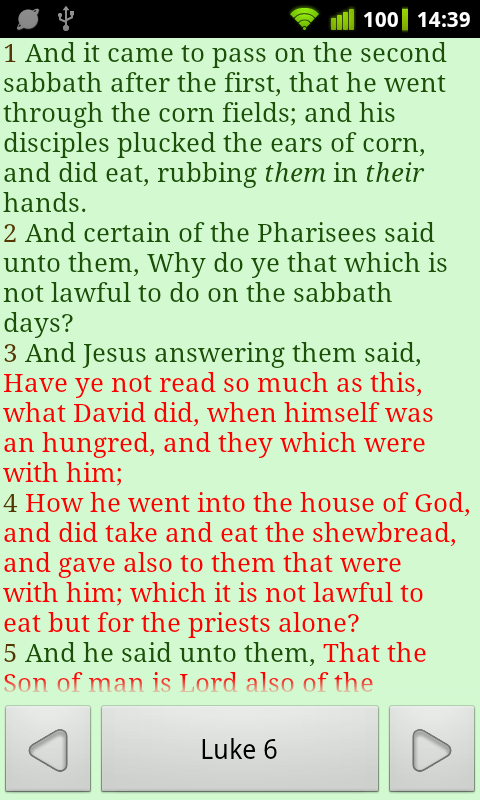 100 14:39
1 And it came to pass on the second
sabbath after the first, that he went
through the corn fields; and his
disciples plucked the ears of corn,
and did eat, rubbing them in their
hands.
2 And certain of the Pharisees said
unto them, Why do ye that which is
not lawful to do on the sabbath
days?
3 And Jesus answering them said,
Have ye not read so much as this,
what David did, when himself was
an hungred, and they which were
with him;
4 How he went into the house of God,
and did take and eat the shewbread,
and gave also to them that were
with him; which it is not lawful to
eat but for the priests alone?
5 And he said unto them, That the
Son of man is Lord also of the
Luke 6